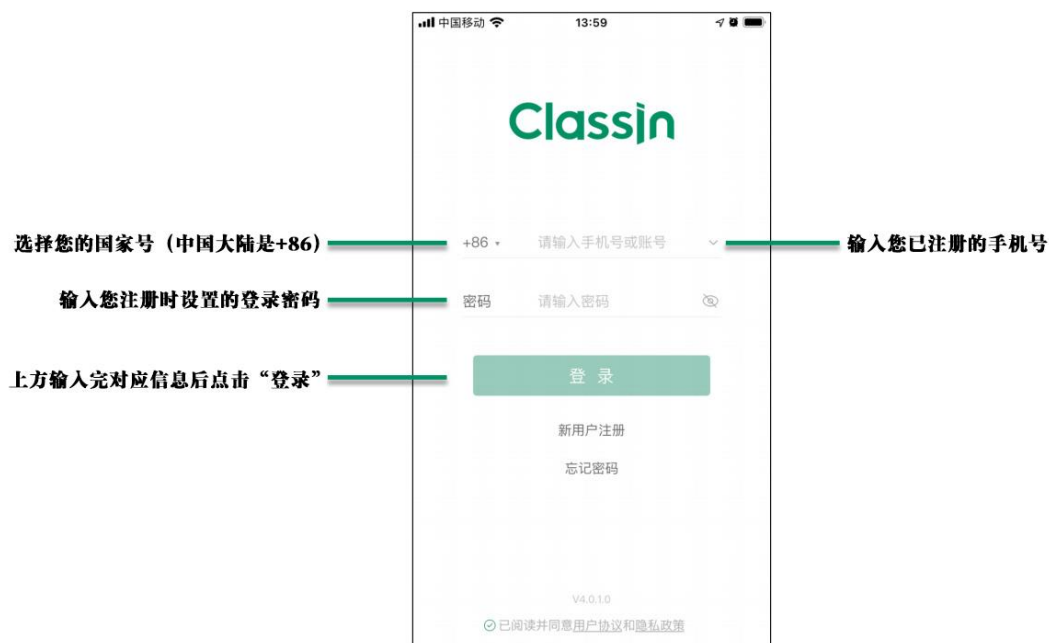 中国移动 13:59
ClassIn
选择您的国家号（中国大陆是+86） +86 请输入手机号或账号 输入您已注册的手机号
输入您注册时设置的登录密码 密码 请输入密码
上方输入完对应信息后点击“登录” 登 录
新用户注册
忘记密码
V4.0.1.0
已阅读并同意用户协议和隐私政策